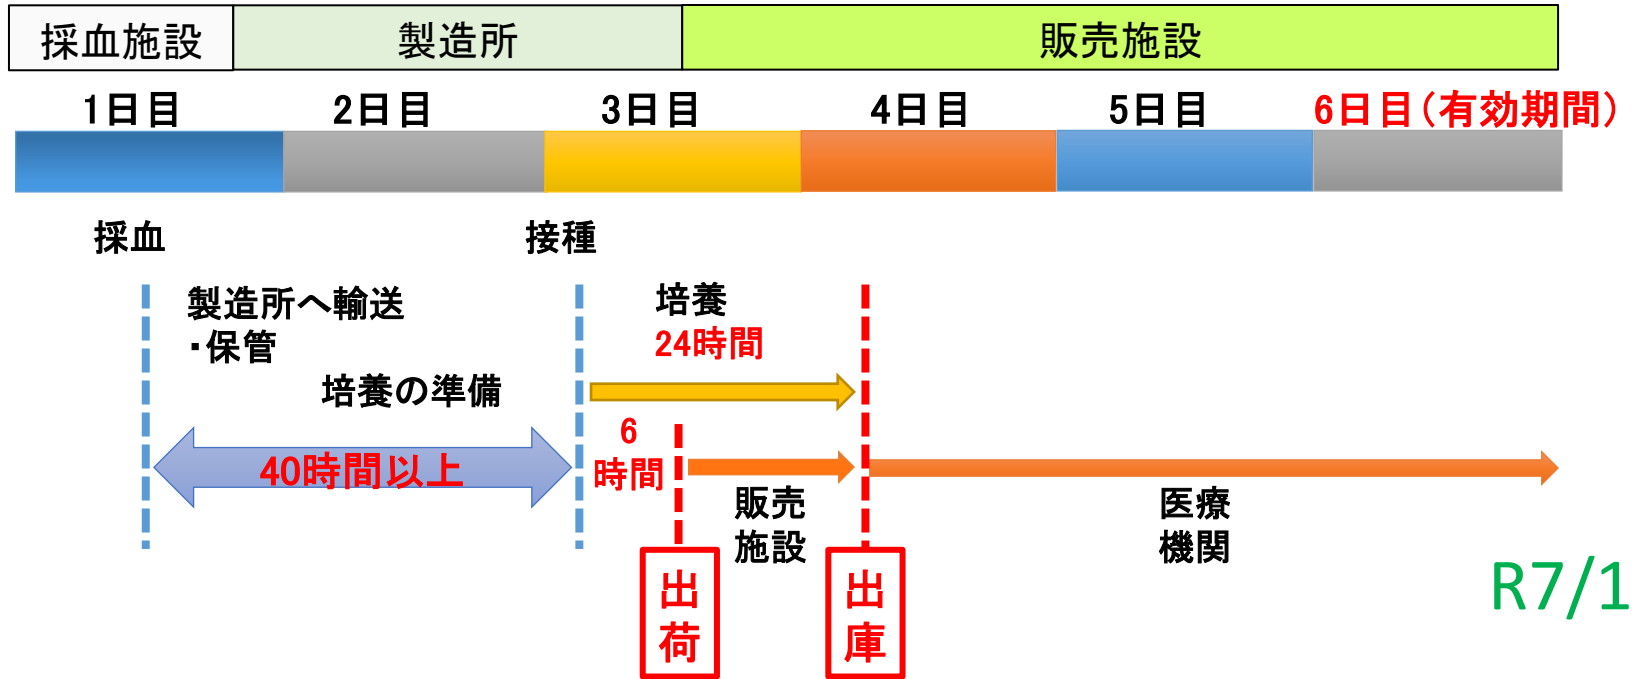 採血施設
製造所
販売施設
1日目
2日目
3日目
4日目
5日目
6日目(有効期間)
採血
接種
製造所へ輸送
・保管
培養の準備
40時間以上
培養
24時間
6
時間
販売
施設
医療
機関
出
荷
出
庫
R7/1